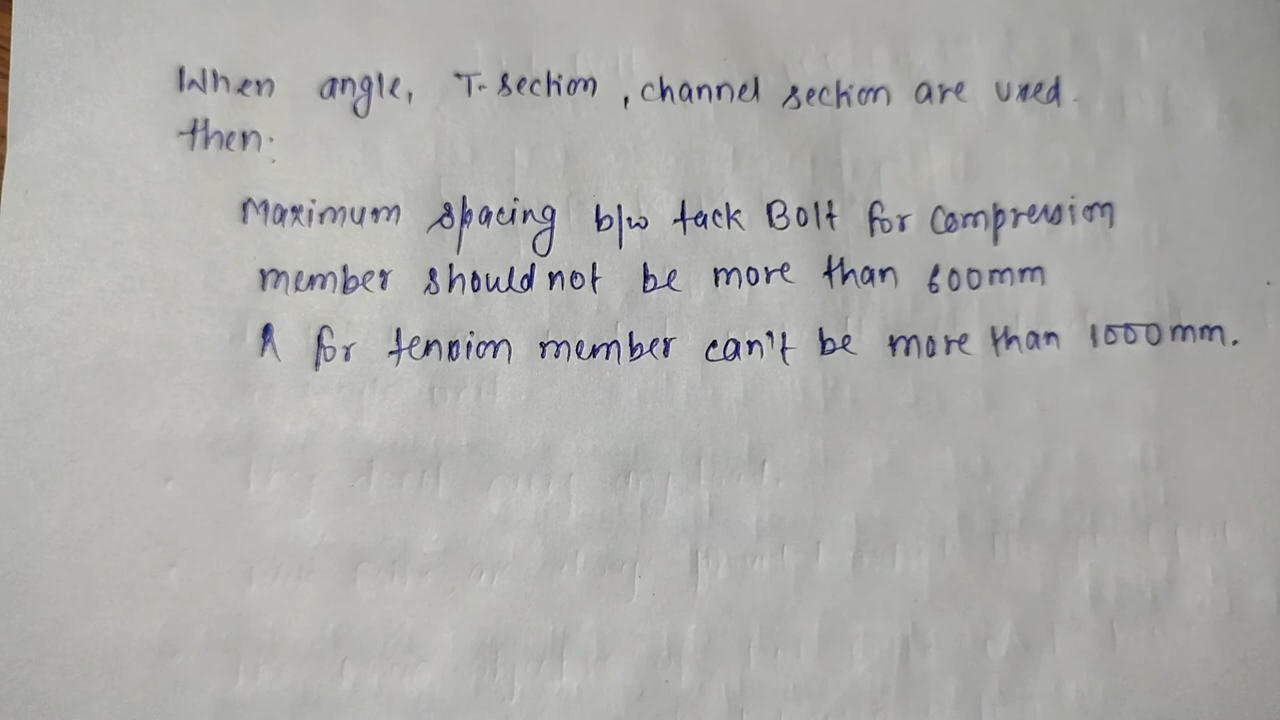 When angle, T-section, channel section are used.
then:
Maximum spacing b/w tack Bolt for Compression
member should not be more than 600mm
& for tension member can't be more than 1000mm.